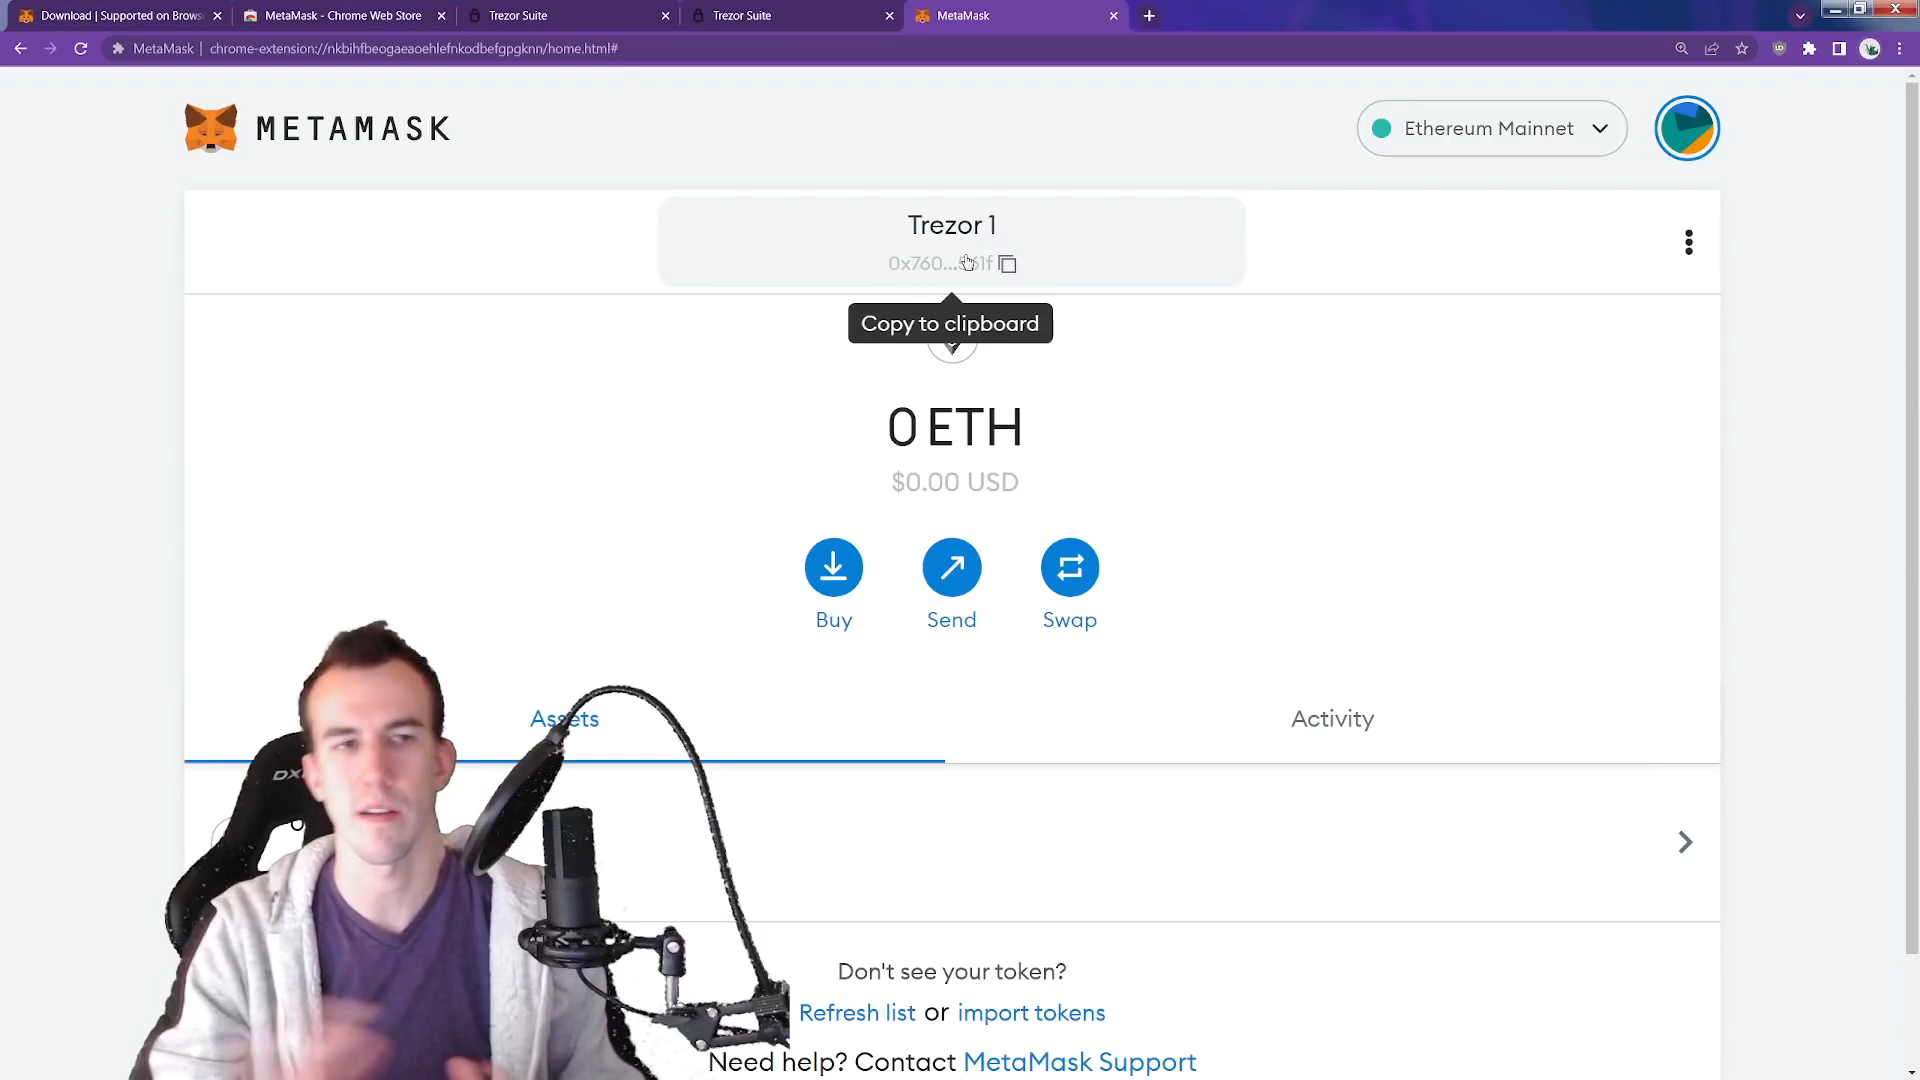 Download | Supported on Brows
MetaMask - Chrome Web Store
Trezor Suite
Trezor Suite
MetaMask
MetaMask | chrome-extension://nkbihfbeogaeaoehlefnkodbefgpgknn/home.html#
METAMASK
Ethereum Mainnet
Trezor 1
Copy to clipboard
0 ETH
$0.00 USD
Buy
Send
Swap
Assets
Activity
Don't see your token?
Refresh list or import tokens
Need help? Contact MetaMask Support